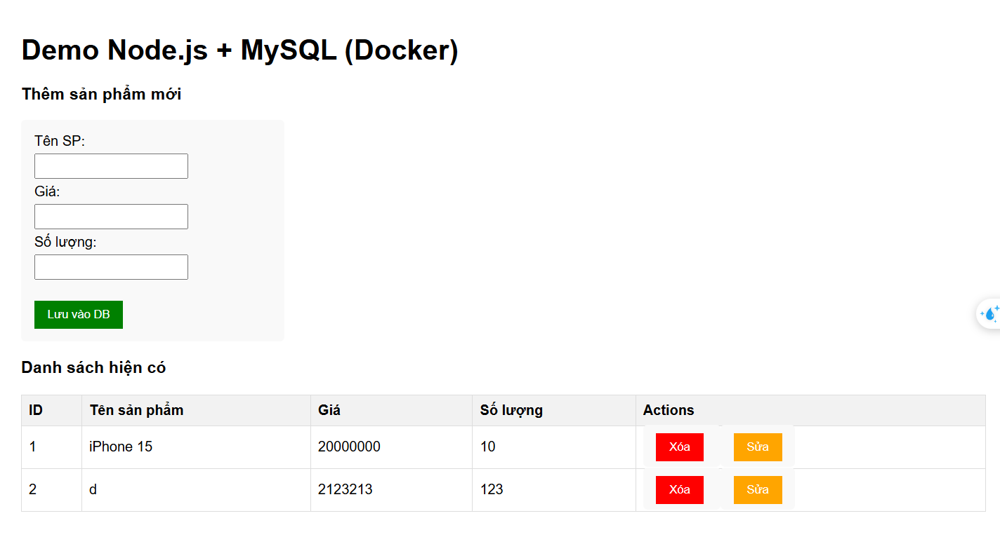 Demo Node.js + MySQL (Docker)
Thêm sản phẩm mới
Tên SP:
Giá:
Số lượng:
Lưu vào DB
Danh sách hiện có
ID Tên sản phẩm Giá Số lượng Actions
1 iPhone 15 20000000 10 Xóa Sửa
2 d 2123213 123 Xóa Sửa